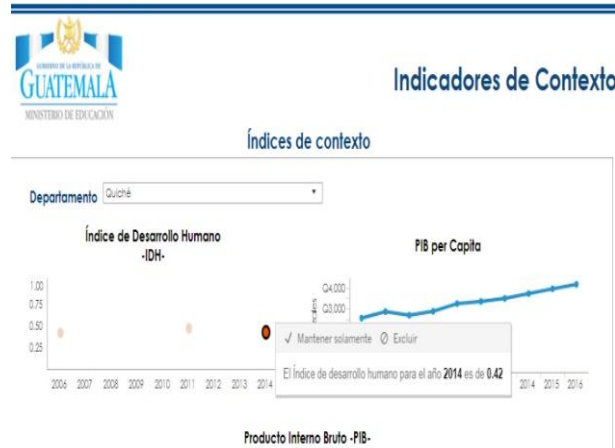 GOBIERNO DE LA REPÚBLICA DE
GUATEMALA
MINISTERIO DE EDUCACIÓN
Indicadores de Contexto
Índices de contexto
Departamento Quiché
Índice de Desarrollo Humano
-IDH-
PIB per Capita
1.00
0.75
0.50
0.25
Q4,000
Q3,000
✓ Mantener solamente ⊘ Excluir
El Índice de desarrollo humano para el año 2014 es de 0.42
2006 2007 2008 2009 2010 2011 2012 2013 2014
2014 2015 2016
Producto Interno Bruto -PIB-